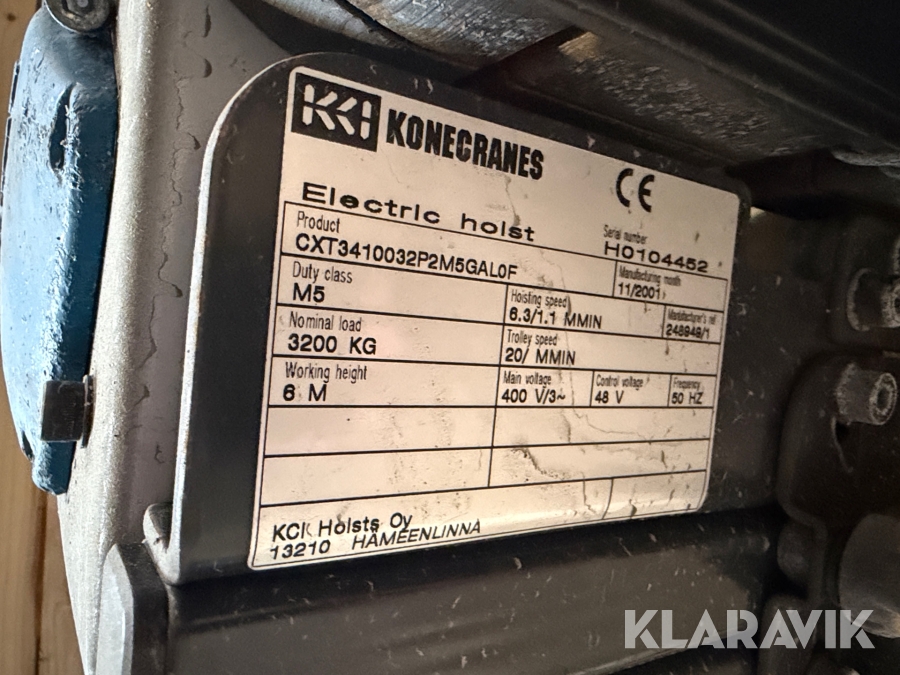 KCI KONECRANES
CE
Electric hoist
Serial number
H0104452
Product
CXT3410032P2M5GAL0F
Manufacturing month
11/2001
Duty class
M5
Hoisting speed
6.3/1.1 MMIN
Manufacturer's ref
248948/1
Nominal load
3200 KG
Trolley speed
20/ MMIN
Working height
6 M
Main voltage
400 V/3~
Control voltage
48 V
Frequency
50 HZ
KCI Hoists Oy
13210 HÄMEENLINNA
KLARAVIK